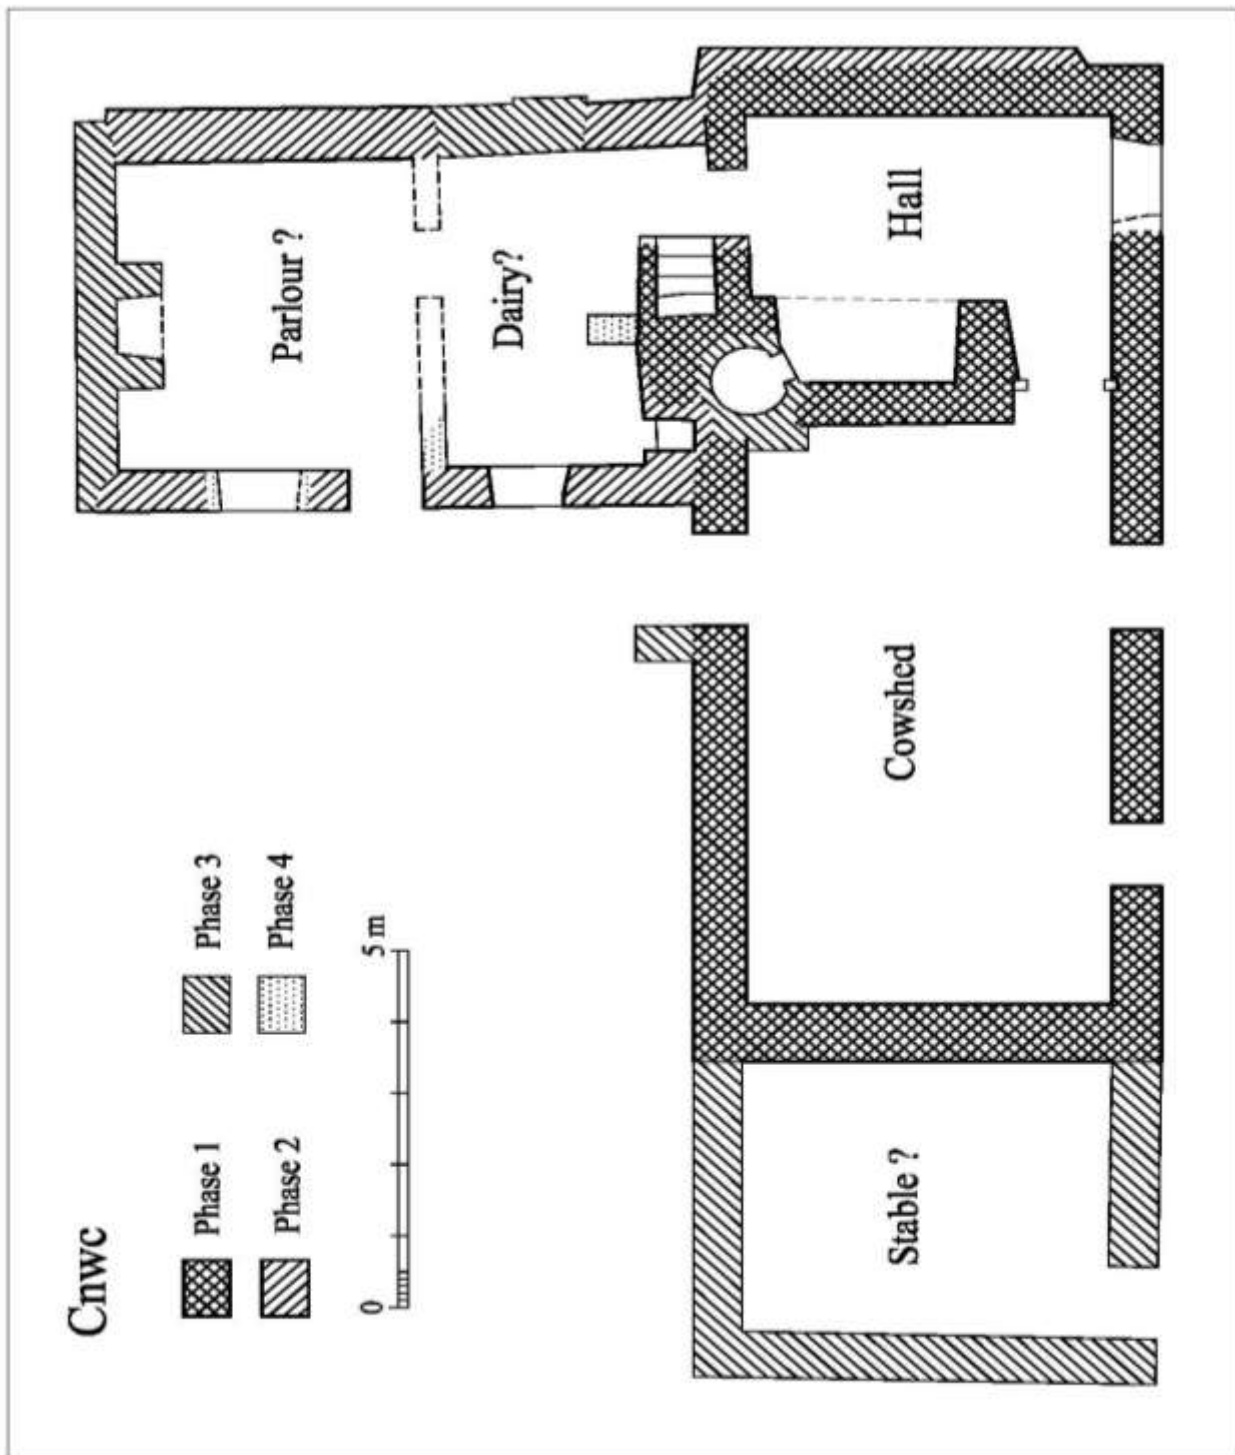 Cnwc
Phase 1
Phase 3
Phase 2
Phase 4
0
5 m
Parlour ?
Dairy?
Hall
Cowshed
Stable ?